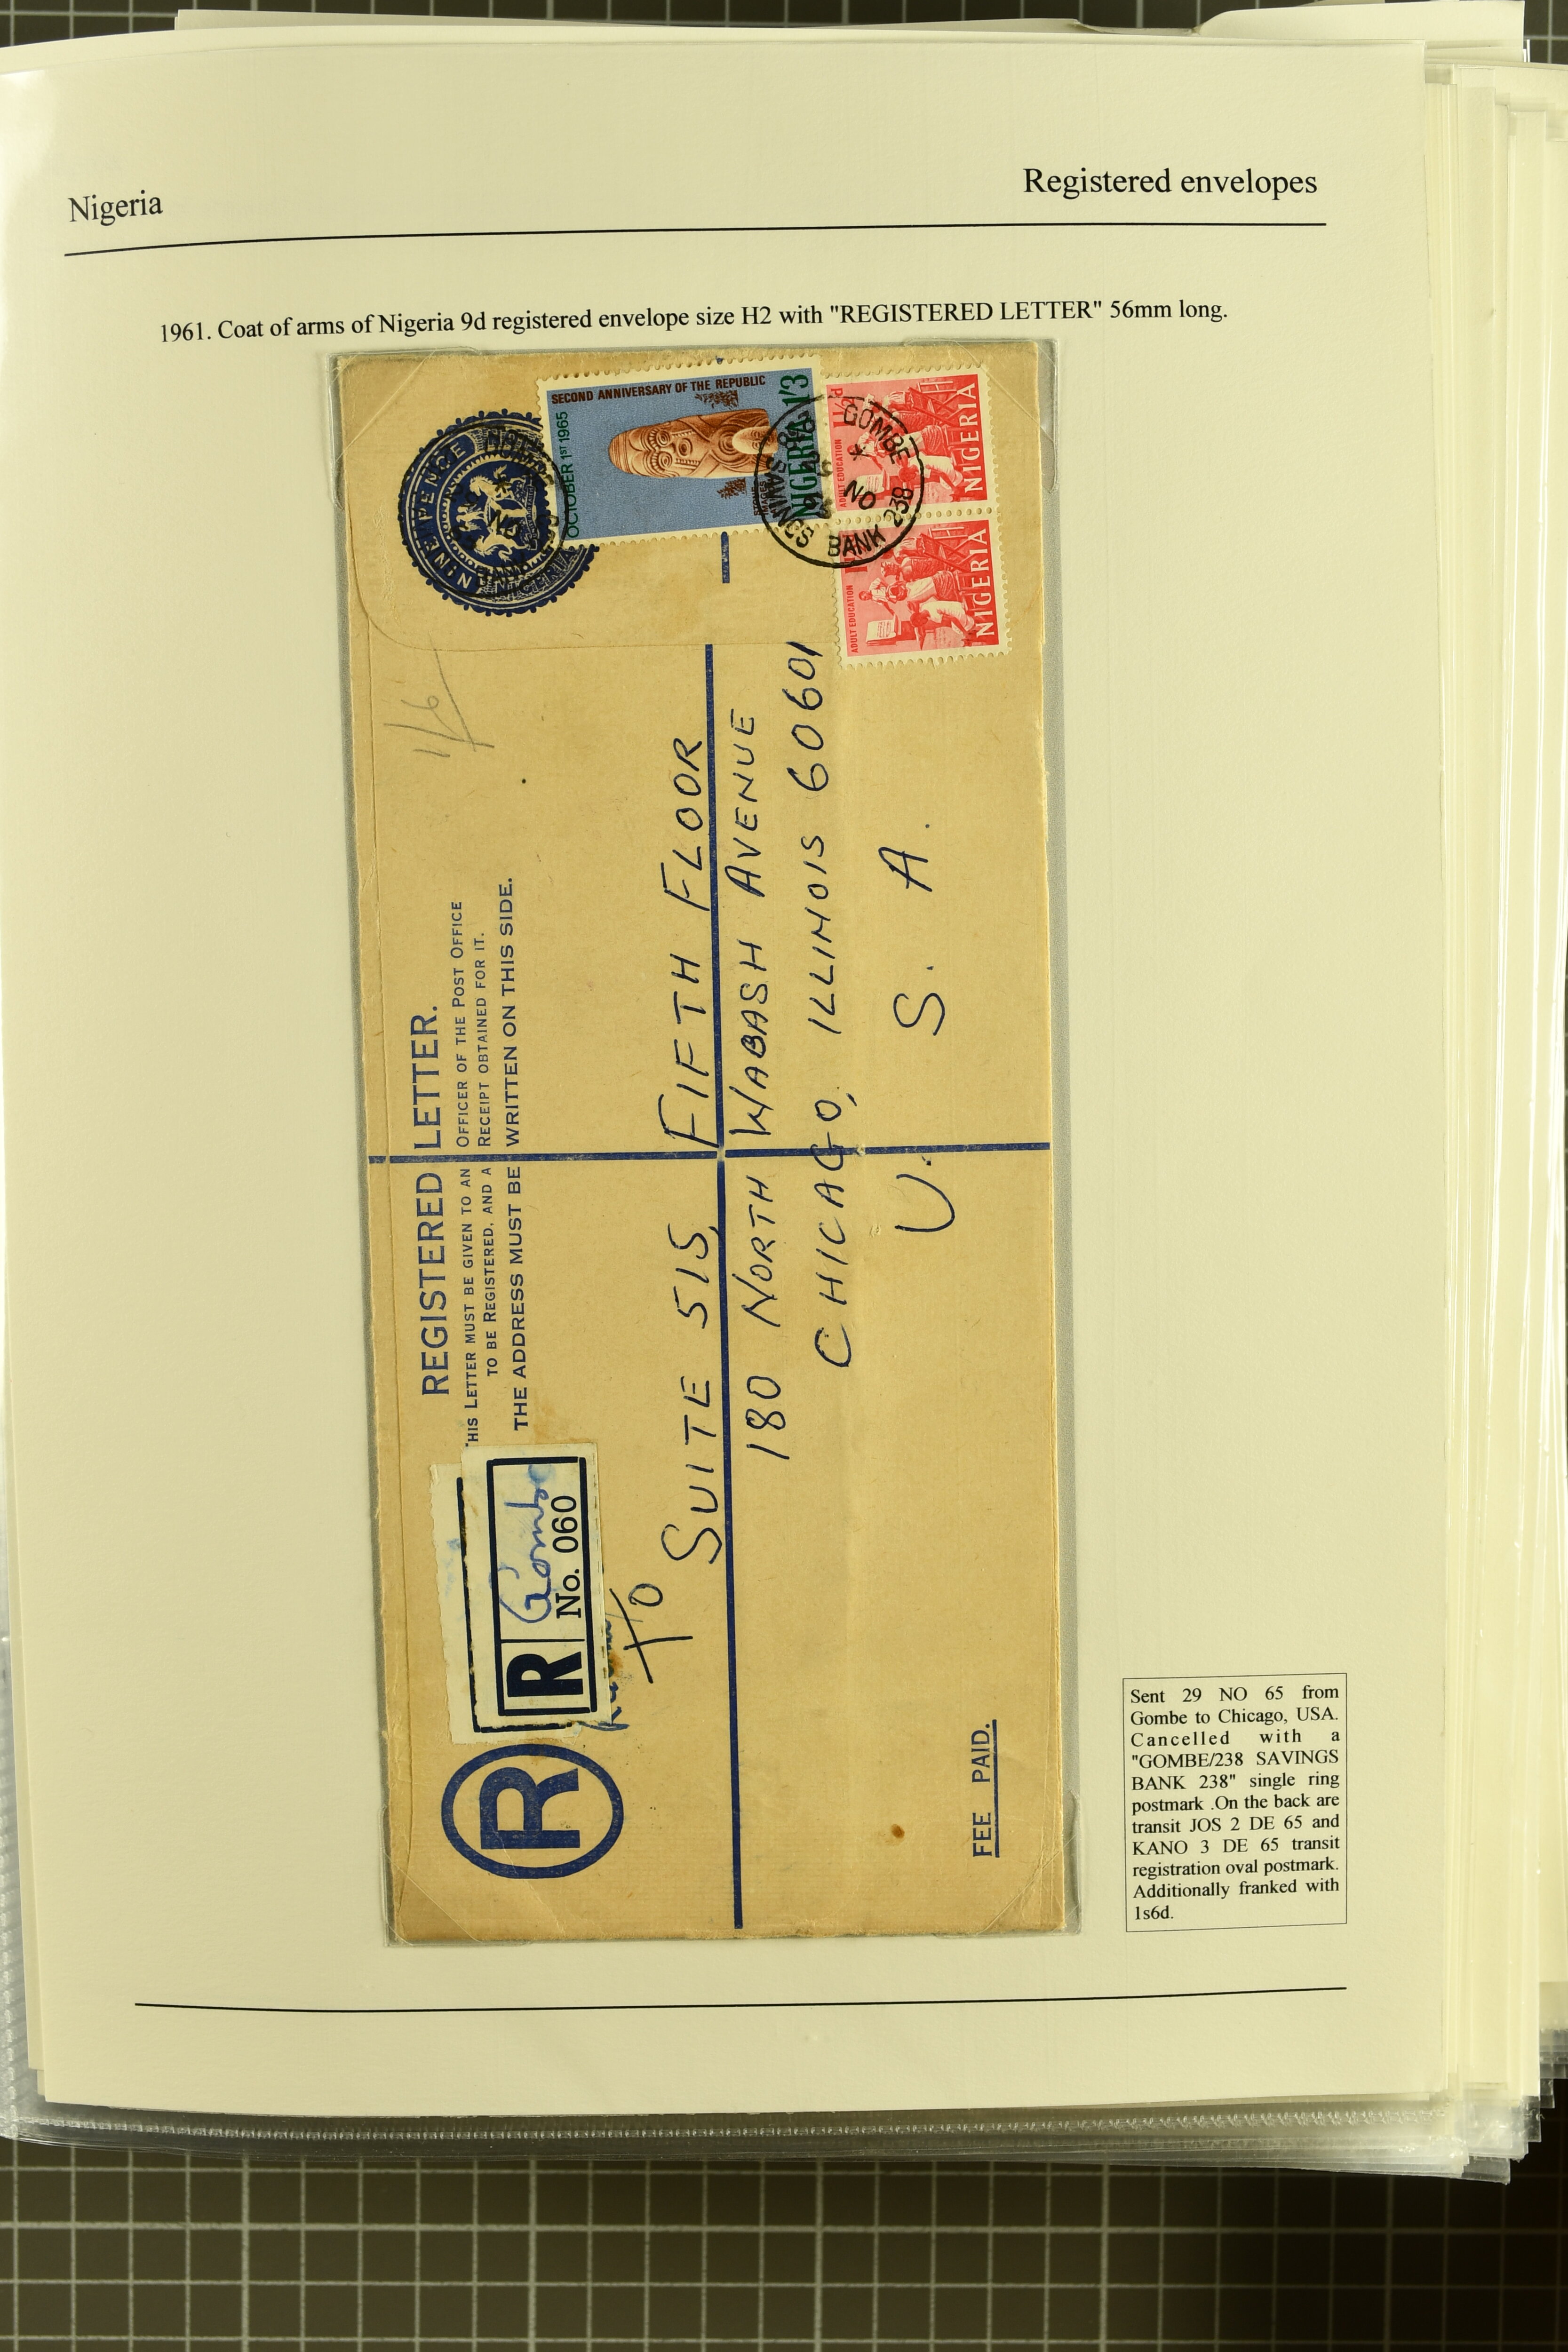 Nigeria
Registered envelopes
1961. Coat of arms of Nigeria 9d registered envelope size H2 with "REGISTERED LETTER" 56mm long.
REGISTERED LETTER.
THIS LETTER MUST BE GIVEN TO AN OFFICER OF THE POST OFFICE
TO BE REGISTERED, AND A RECEIPT OBTAINED FOR IT.
THE ADDRESS MUST BE WRITTEN ON THIS SIDE.
R
R
Gombe
No. 060
1/6
NINEPENCE
NIGERIA
OCTOBER 1ST 1965
SECOND ANNIVERSARY OF THE REPUBLIC
STONE IMAGES
NIGERIA 1/3
GOMBE
NO
SAVINGS BANK 238
ADULT EDUCATION
NIGERIA
ADULT EDUCATION
NIGERIA
TO
SUITE 515, FIFTH FLOOR
180 NORTH WABASH AVENUE
CHICAGO, ILLINOIS 60601
U. S. A.
FEE PAID.
Sent 29 NO 65 from
Gombe to Chicago, USA.
Cancelled with a
"GOMBE/238 SAVINGS
BANK 238" single ring
postmark .On the back are
transit JOS 2 DE 65 and
KANO 3 DE 65 transit
registration oval postmark.
Additionally franked with
1s6d.